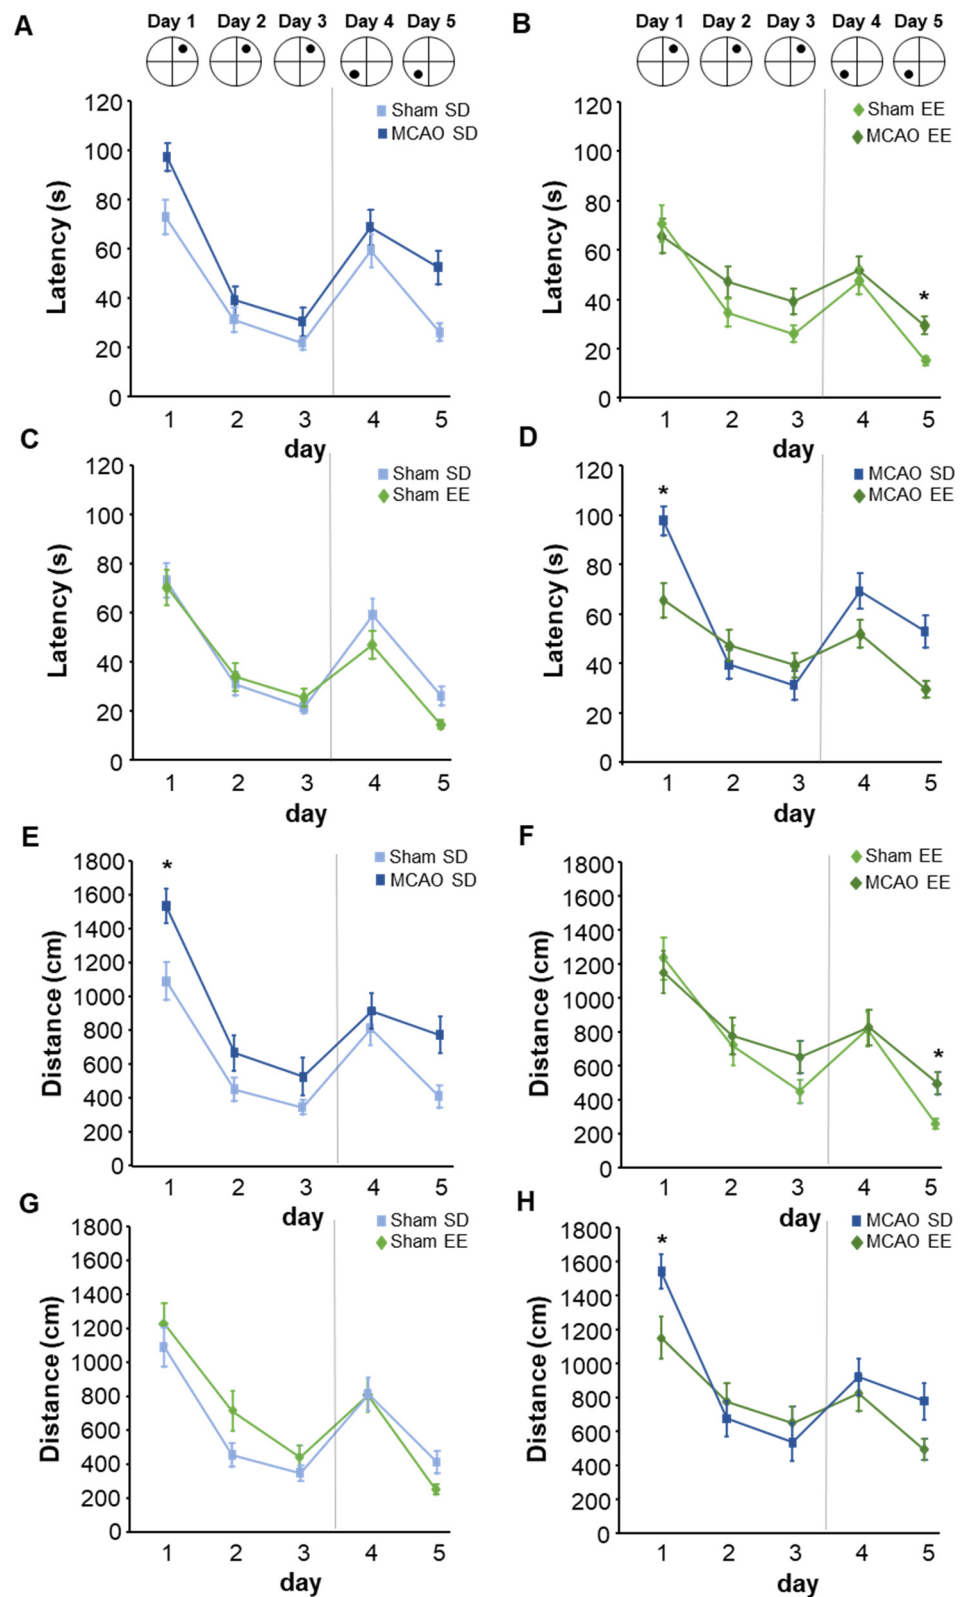 A
Day 1 Day 2 Day 3 Day 4 Day 5
Sham SD
MCAO SD
Latency (s)
120
100
80
60
40
20
0
1 2 3 4 5
day
B
Day 1 Day 2 Day 3 Day 4 Day 5
Sham EE
MCAO EE
Latency (s)
120
100
80
60
40
20
0
*
1 2 3 4 5
C
Sham SD
Sham EE
Latency (s)
120
100
80
60
40
20
0
1 2 3 4 5
day
D
MCAO SD
MCAO EE
Latency (s)
120
100
80
60
40
20
0
*
1 2 3 4 5
day
E
Sham SD
MCAO SD
Distance (cm)
1800
1600
1400
1200
1000
800
600
400
200
0
*
1 2 3 4 5
day
F
Sham EE
MCAO EE
Distance (cm)
1800
1600
1400
1200
1000
800
600
400
200
0
*
1 2 3 4 5
day
G
Sham SD
Sham EE
Distance (cm)
1800
1600
1400
1200
1000
800
600
400
200
0
1 2 3 4 5
day
H
MCAO SD
MCAO EE
Distance (cm)
1800
1600
1400
1200
1000
800
600
400
200
0
*
1 2 3 4 5
day